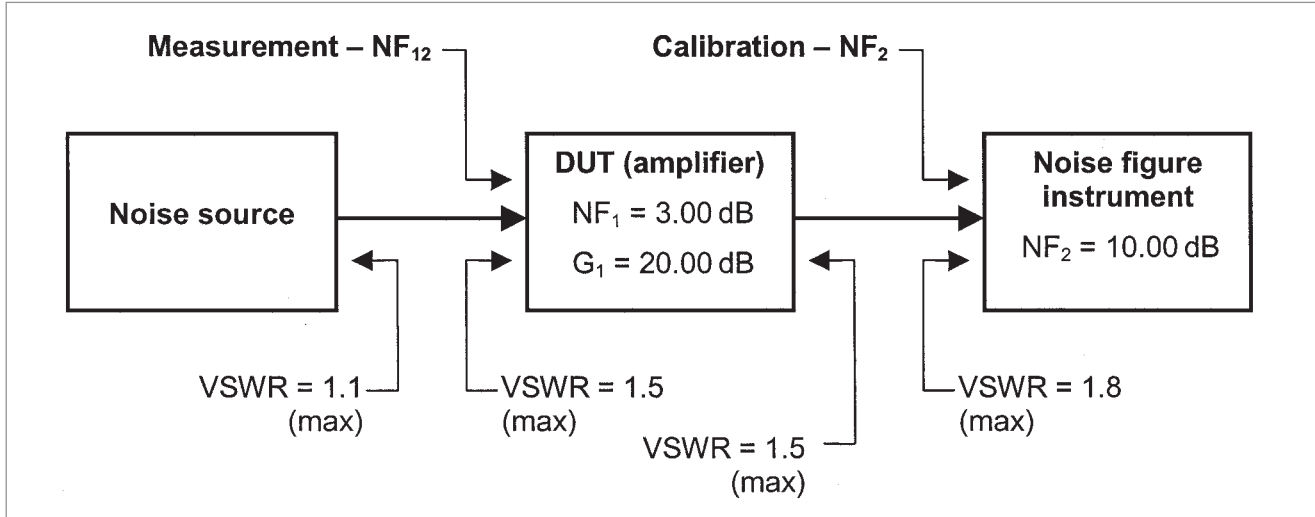 Measurement – NF₁₂
Calibration – NF₂
Noise source
DUT (amplifier)
NF₁ = 3.00 dB
G₁ = 20.00 dB
Noise figure
instrument
NF₂ = 10.00 dB
VSWR = 1.1
(max)
VSWR = 1.5
(max)
VSWR = 1.5
(max)
VSWR = 1.8
(max)